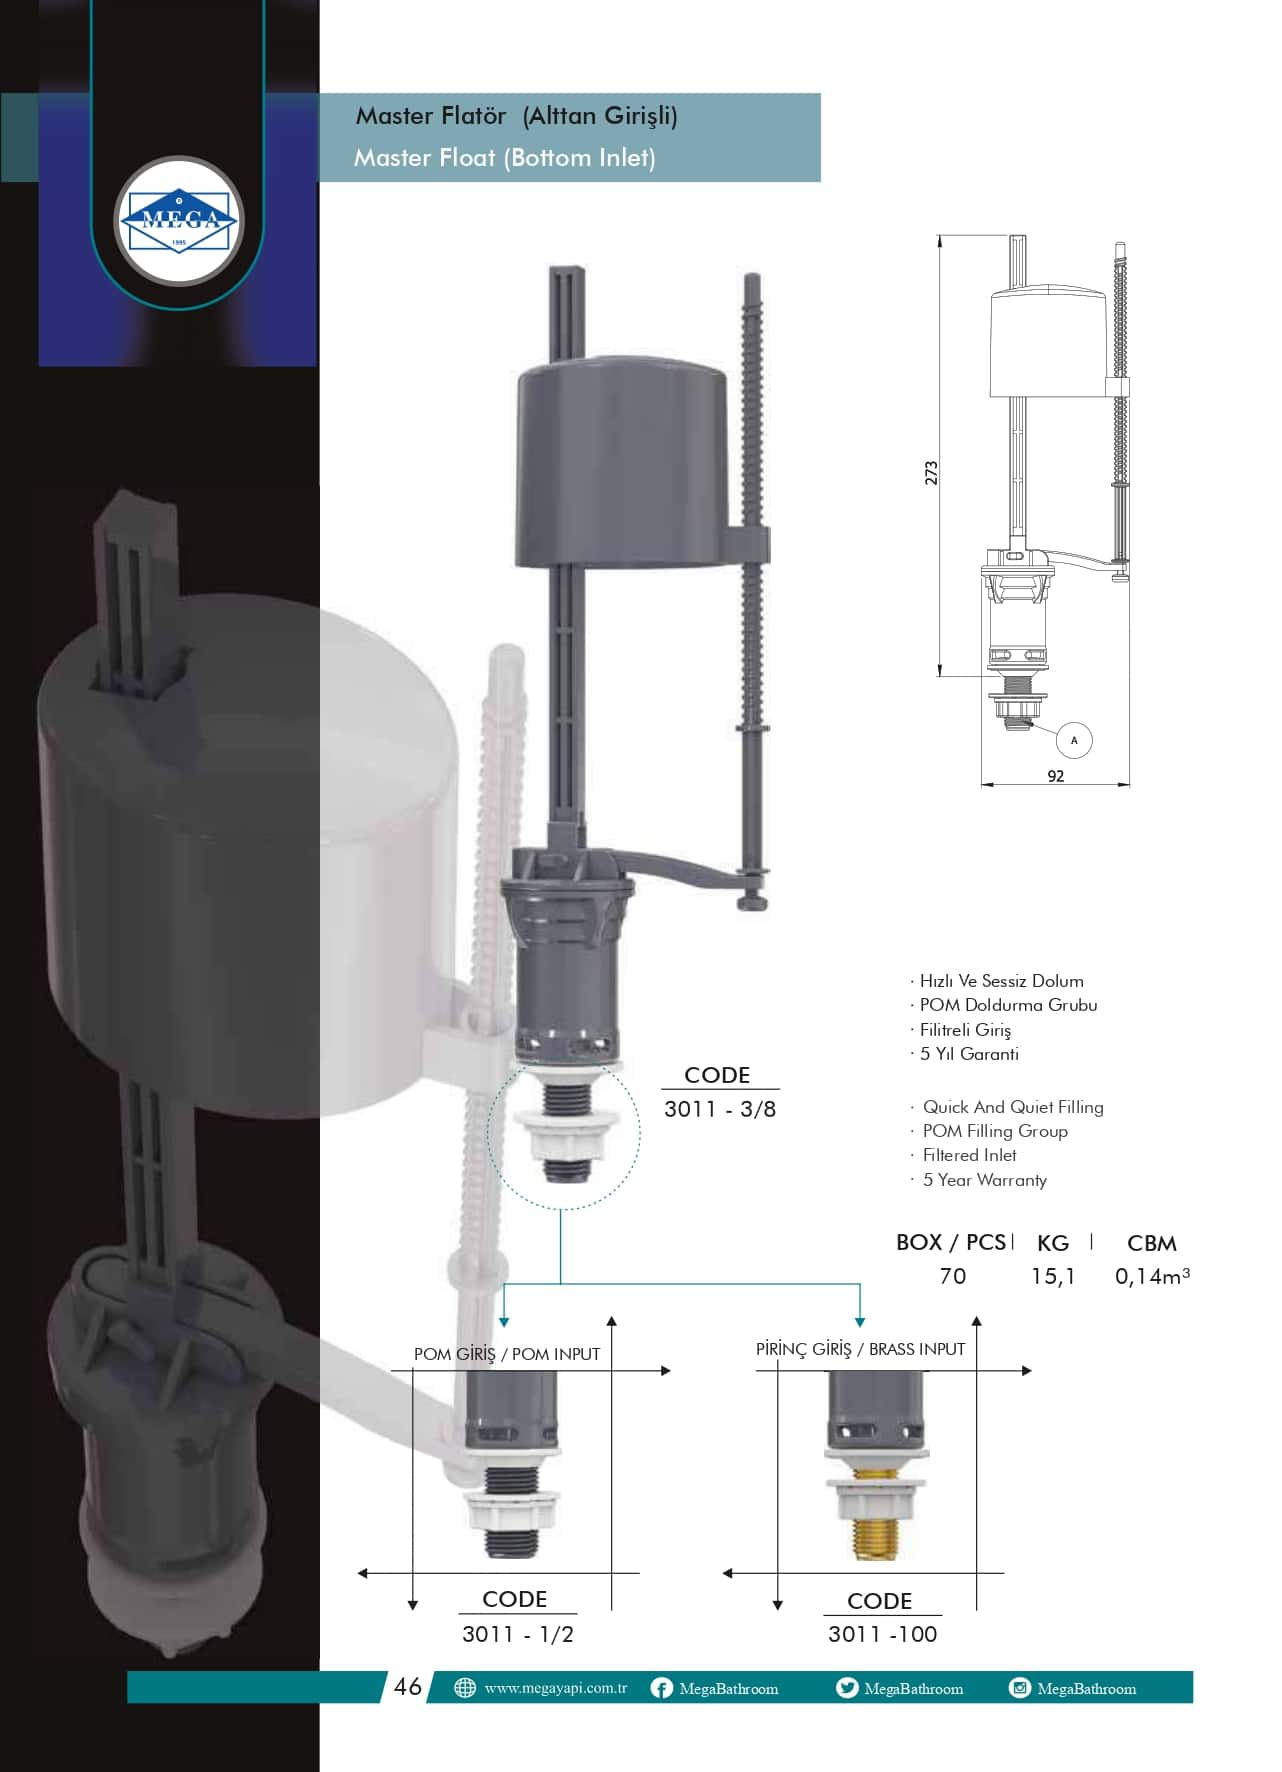 Master Flatör (Alttan Girişli)
Master Float (Bottom Inlet)
MEGA
1995
273
A
92
· Hızlı Ve Sessiz Dolum
· POM Doldurma Grubu
· Filitreli Giriş
· 5 Yıl Garanti
CODE
3011 - 3/8
· Quick And Quiet Filling
· POM Filling Group
· Filtered Inlet
· 5 Year Warranty
BOX / PCS | KG | CBM
70 15,1 0,14m³
POM GİRİŞ / POM INPUT
PİRİNÇ GİRİŞ / BRASS INPUT
CODE
3011 - 1/2
CODE
3011 -100
46 www.megayapi.com.tr MegaBathroom MegaBathroom MegaBathroom